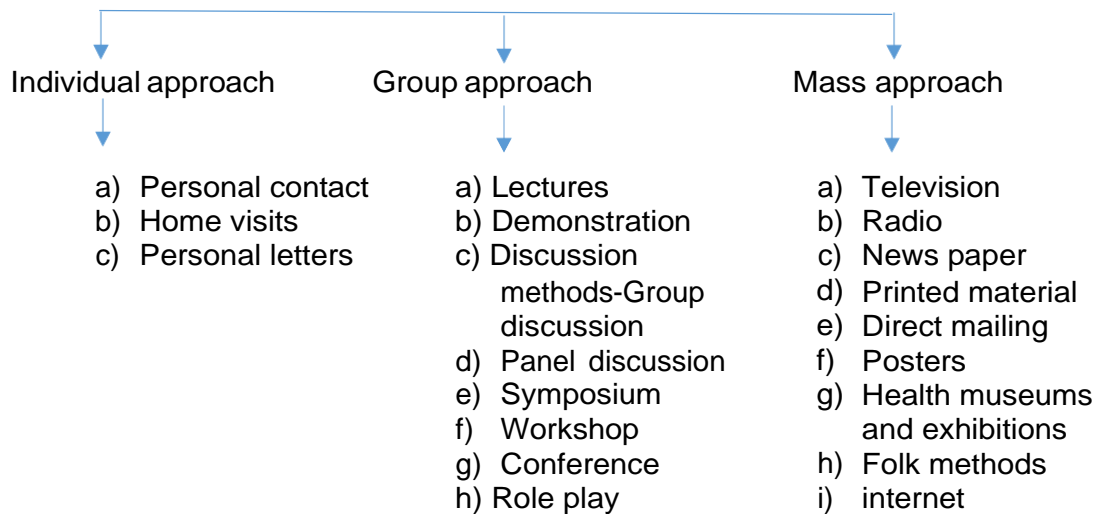 Individual approach
Group approach
Mass approach
a) Personal contact
b) Home visits
c) Personal letters
a) Lectures
b) Demonstration
c) Discussion
methods-Group
discussion
d) Panel discussion
e) Symposium
f) Workshop
g) Conference
h) Role play
a) Television
b) Radio
c) News paper
d) Printed material
e) Direct mailing
f) Posters
g) Health museums
and exhibitions
h) Folk methods
i) internet